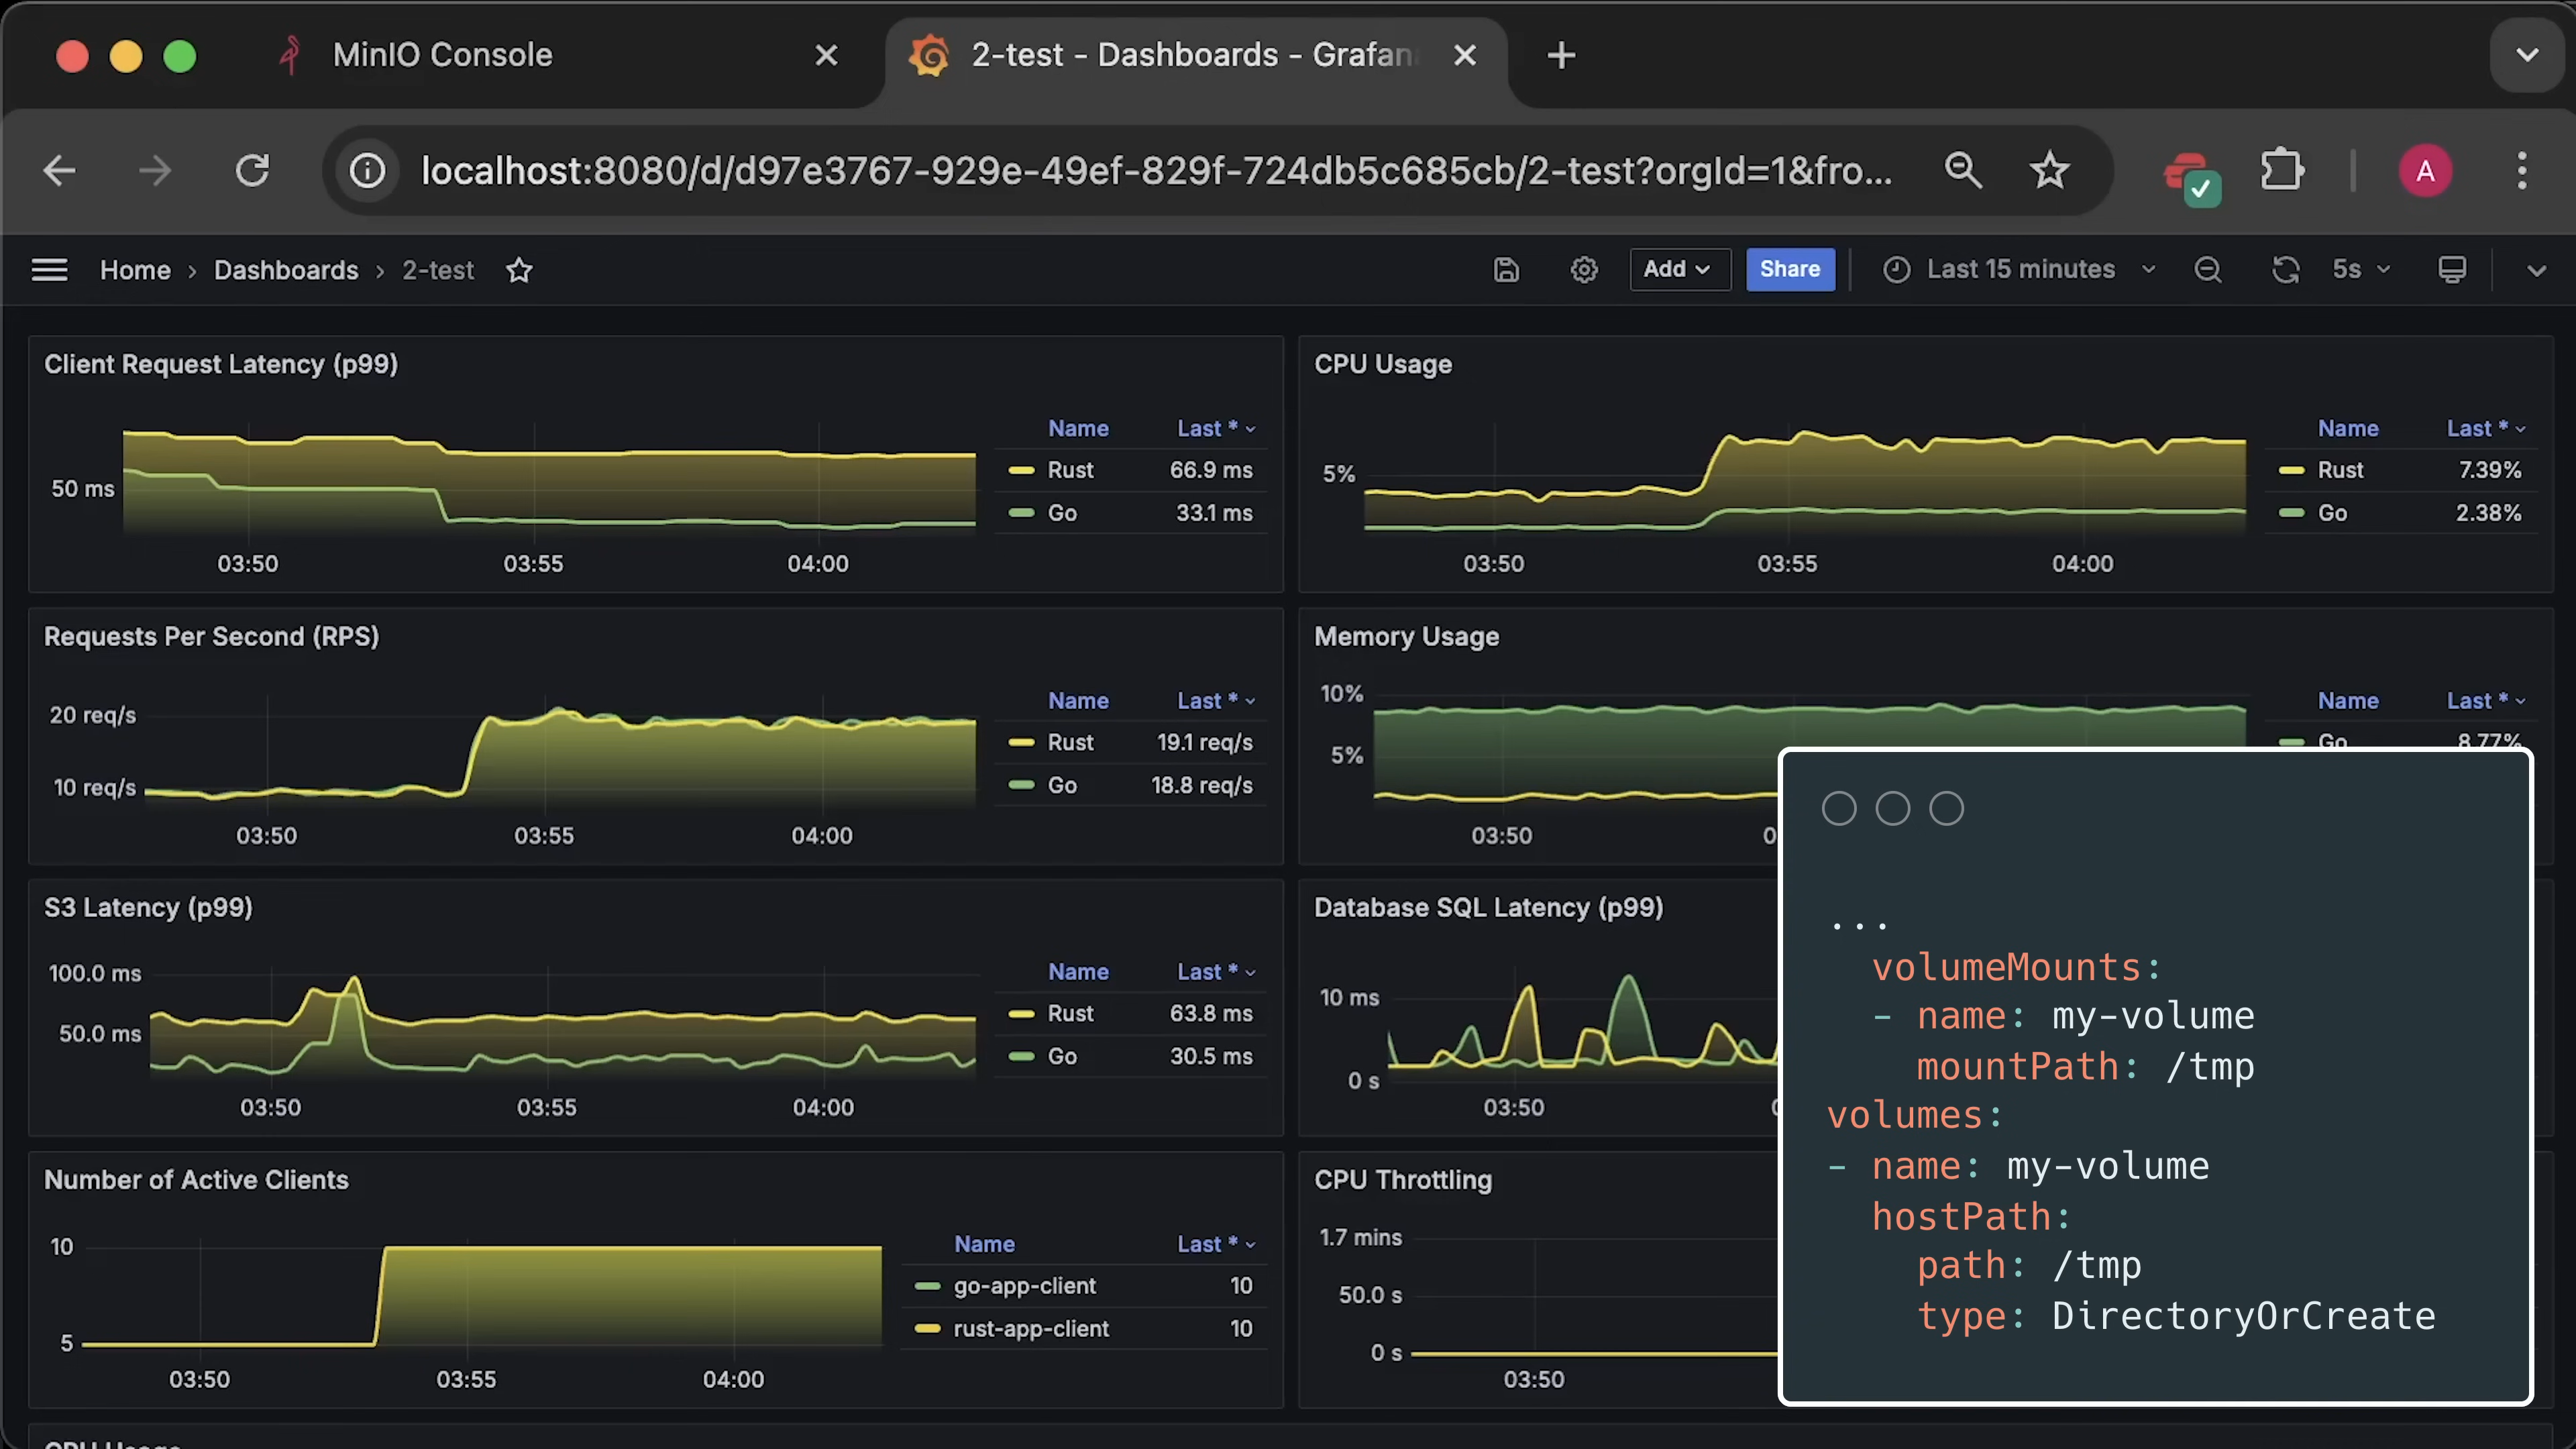 MinIO Console
2-test - Dashboards - Grafan
localhost:8080/d/d97e3767-929e-49ef-829f-724db5c685cb/2-test?orgId=1&fro...
A
Home › Dashboards › 2-test
Add
Share
Last 15 minutes
5s
Client Request Latency (p99)
50 ms
03:50 03:55 04:00
Name Last *
Rust 66.9 ms
Go 33.1 ms
CPU Usage
5%
03:50 03:55 04:00
Name Last *
Rust 7.39%
Go 2.38%
Requests Per Second (RPS)
20 req/s
10 req/s
03:50 03:55 04:00
Name Last *
Rust 19.1 req/s
Go 18.8 req/s
Memory Usage
10%
5%
03:50 0
Name Last *
Go 8.77%
S3 Latency (p99)
100.0 ms
50.0 ms
03:50 03:55 04:00
Name Last *
Rust 63.8 ms
Go 30.5 ms
Database SQL Latency (p99)
10 ms
0 s
03:50
Number of Active Clients
10
5
03:50 03:55 04:00
Name Last *
go-app-client 10
rust-app-client 10
CPU Throttling
1.7 mins
50.0 s
0 s
03:50
...
volumeMounts:
- name: my-volume
mountPath: /tmp
volumes:
- name: my-volume
hostPath:
path: /tmp
type: DirectoryOrCreate